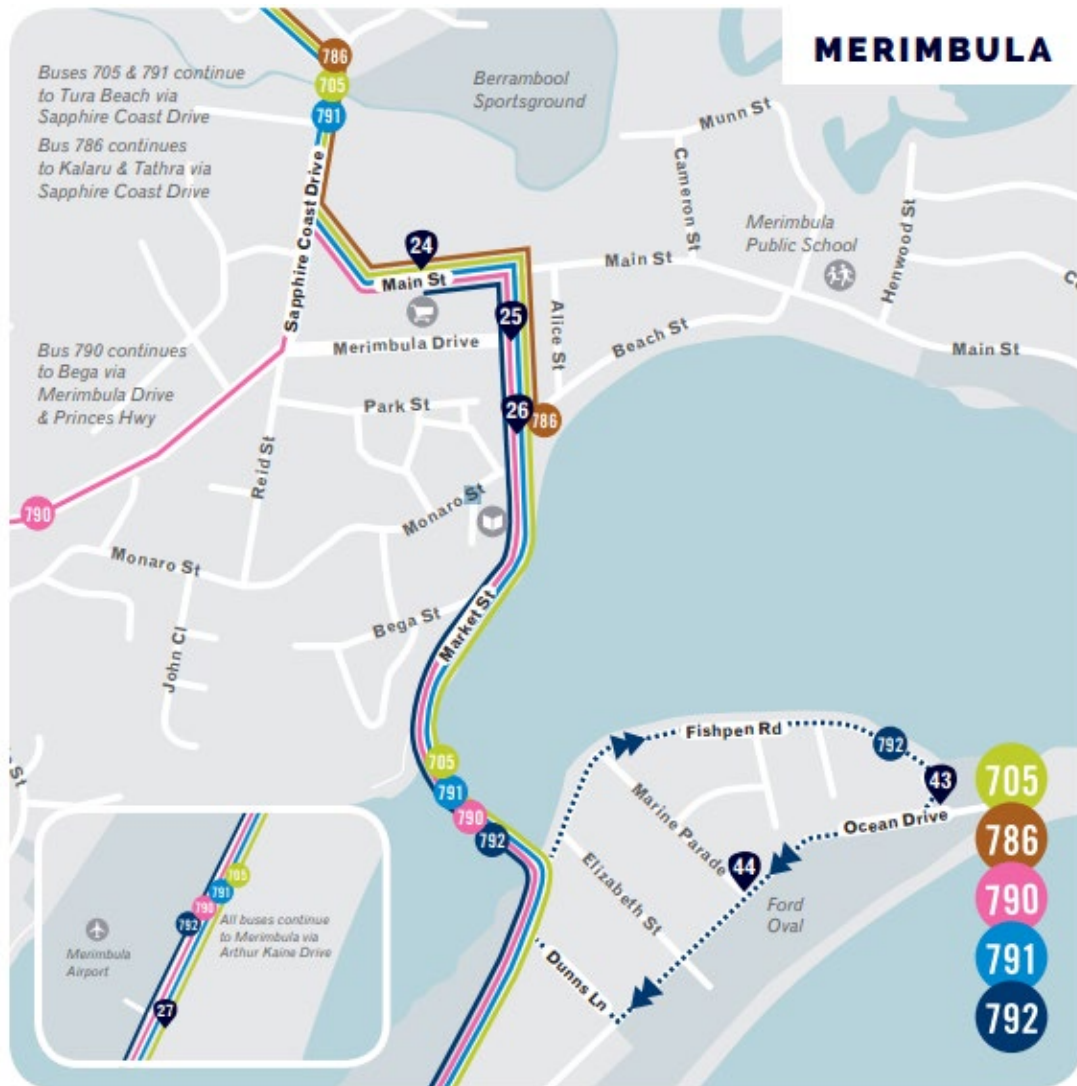 MERIMBULA
786
705
791
Buses 705 & 791 continue
to Tura Beach via
Sapphire Coast Drive
Bus 786 continues
to Kalaru & Tathra via
Sapphire Coast Drive
Berrambool
Sportsground
Munn St
Cameron St
Merimbula
Public School
Henwood St
Sapphire Coast Drive
24
Main St
Main St
25
Merimbula Drive
Alice St
Beach St
Main St
Bus 790 continues
to Bega via
Merimbula Drive
& Princes Hwy
Park St
26
786
Reid St
790
Monaro St
Monaro St
John Cl
Bega St
Market St
705
791
790
792
Fishpen Rd
792
43
Ocean Drive
Marine Parade
44
Elizabeth St
Ford
Oval
Dunns Ln
St
705
791
790
792
All buses continue
to Merimbula via
Arthur Kaine Drive
Merimbula
Airport
27
705
786
790
791
792